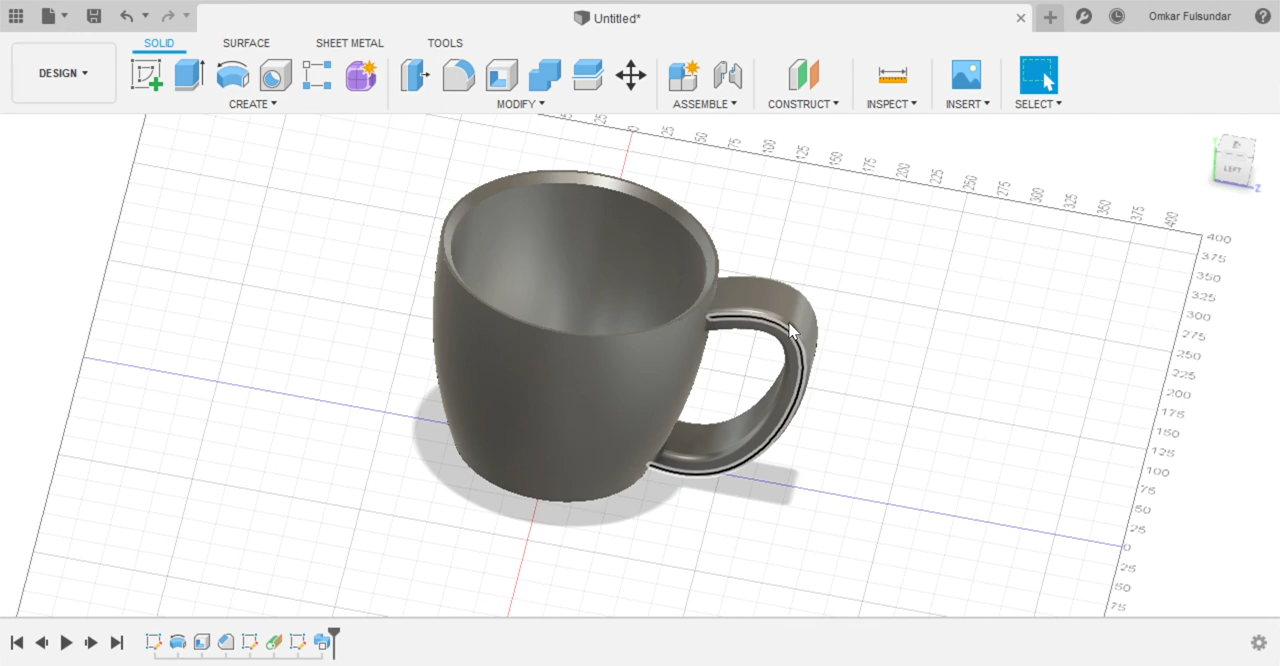 Untitled*
Omkar Fulsundar
DESIGN
SOLID SURFACE SHEET METAL TOOLS
CREATE MODIFY ASSEMBLE CONSTRUCT INSPECT INSERT SELECT
25 0 25 50 75 100 125 150 175 200 225 250 275 300 325 350 375 400
LEFT
Z
400
375
350
325
300
275
250
225
200
175
150
125
100
75
50
25
0
25
50
75